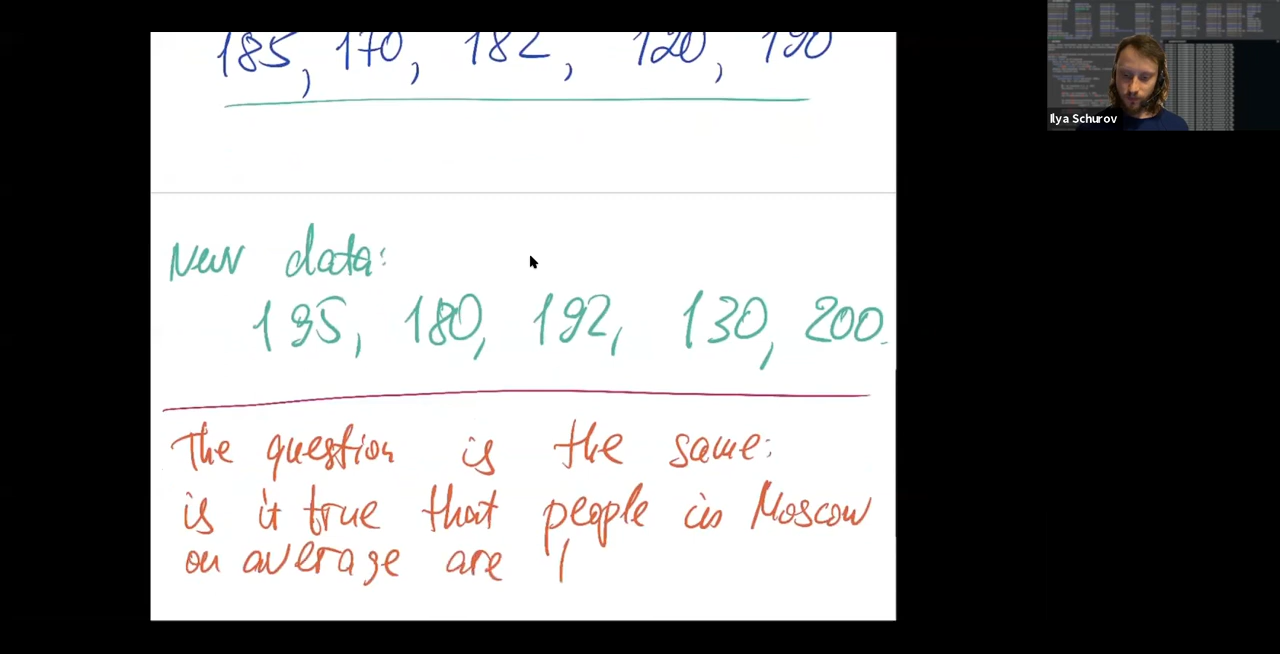 185, 170, 182, 120, 190
Ilya Schurov
New data:
195, 180, 192, 130, 200.
The question is the same:
is it true that people in Moscow
on average are